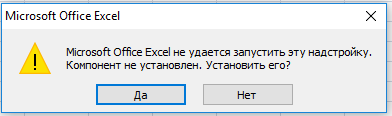 Microsoft Office Excel
Microsoft Office Excel не удается запустить эту надстройку.
Компонент не установлен. Установить его?
Да
Нет